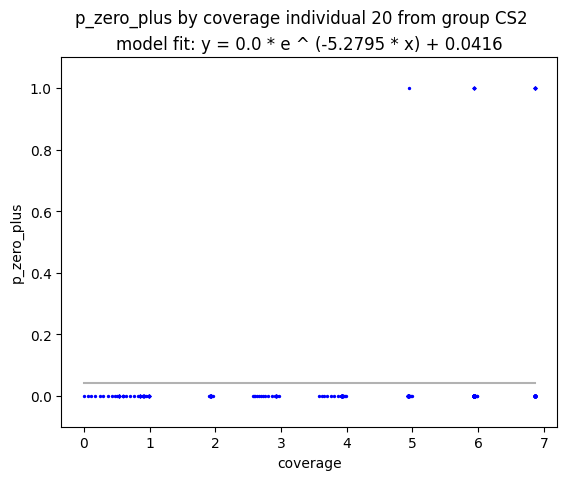 p_zero_plus by coverage individual 20 from group CS2
model fit: y = 0.0 * e ^ (-5.2795 * x) + 0.0416
1.0
0.8
0.6
0.4
0.2
0.0
p_zero_plus
0 1 2 3 4 5 6 7
coverage